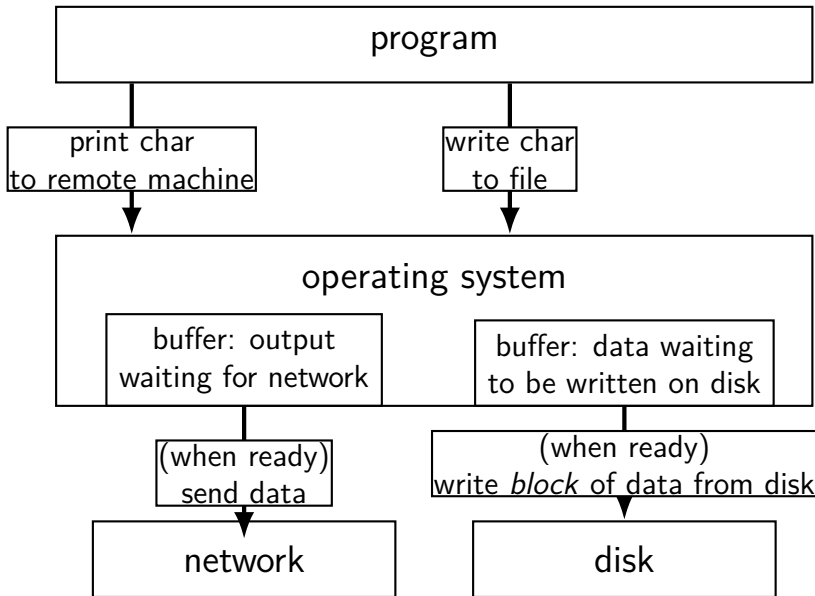 program
print char
to remote machine
write char
to file
operating system
buffer: output
waiting for network
buffer: data waiting
to be written on disk
(when ready)
send data
(when ready)
write block of data from disk
network
disk